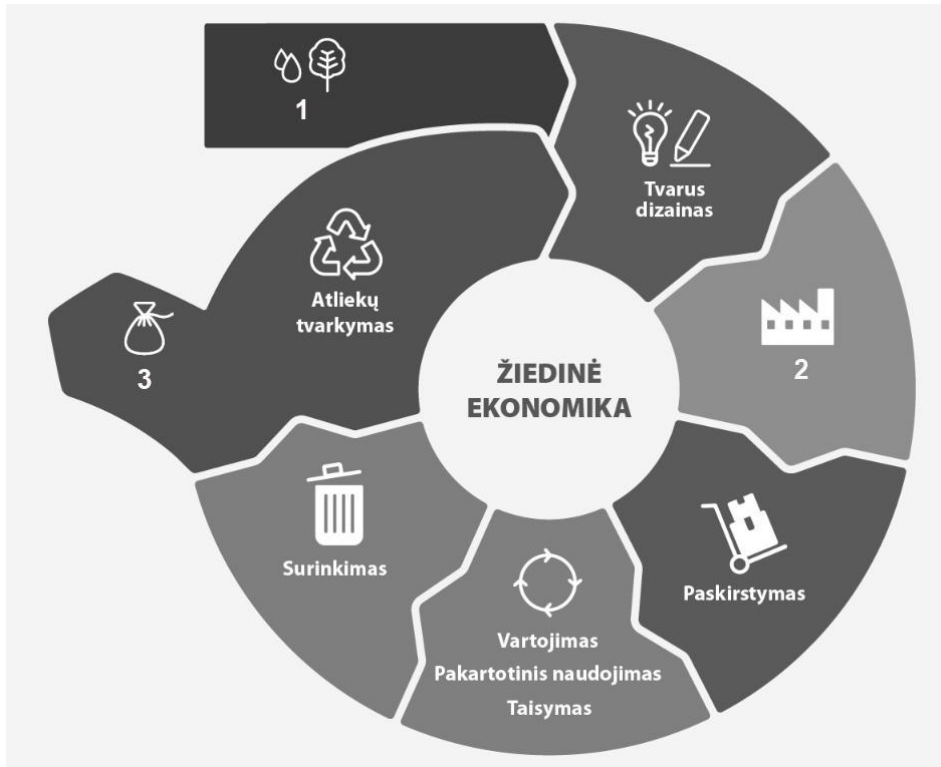 1
Tvarus
dizainas
2
Paskirstymas
Vartojimas
Pakartotinis naudojimas
Taisymas
Surinkimas
3
Atliekų
tvarkymas
ŽIEDINĖ
EKONOMIKA